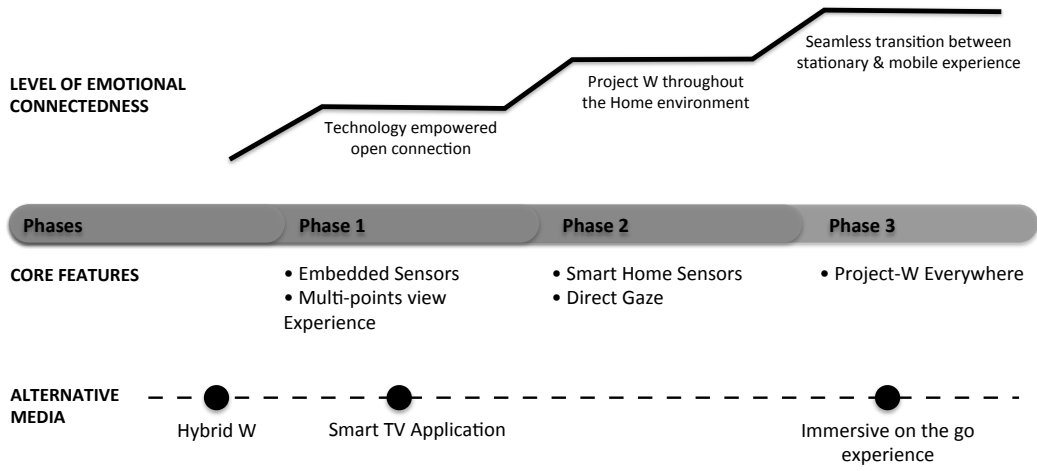 LEVEL OF EMOTIONAL
CONNECTEDNESS
Technology empowered
open connection
Project W throughout
the Home environment
Seamless transition between
stationary & mobile experience
Phases
Phase 1
Phase 2
Phase 3
CORE FEATURES
• Embedded Sensors
• Multi-points view
Experience
• Smart Home Sensors
• Direct Gaze
• Project-W Everywhere
ALTERNATIVE
MEDIA
Hybrid W
Smart TV Application
Immersive on the go
experience